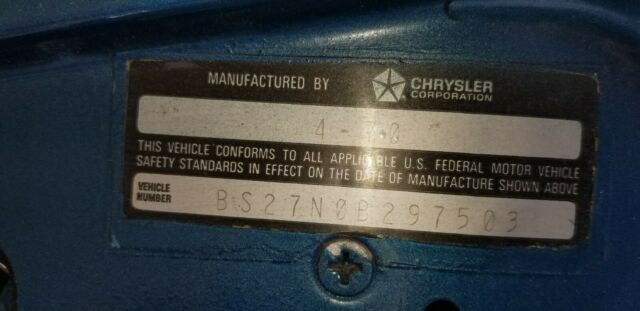 MANUFACTURED BY CHRYSLER CORPORATION
THIS VEHICLE CONFORMS TO ALL APPLICABLE U.S. FEDERAL MOTOR VEHICLE
SAFETY STANDARDS IN EFFECT ON THE DATE OF MANUFACTURE SHOWN ABOVE
VEHICLE NUMBER BS27N0B297503